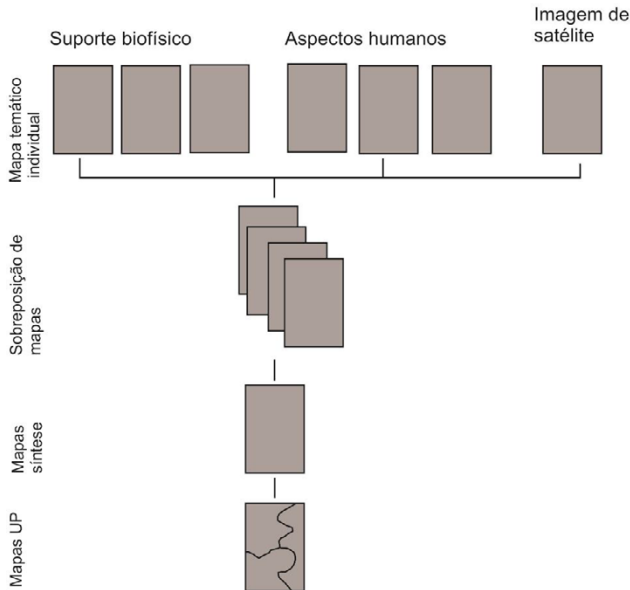 Suporte biofísico
Aspectos humanos
Imagem de
satélite
Mapa temático
individual
Sobreposição de
mapas
Mapas
síntese
Mapas UP